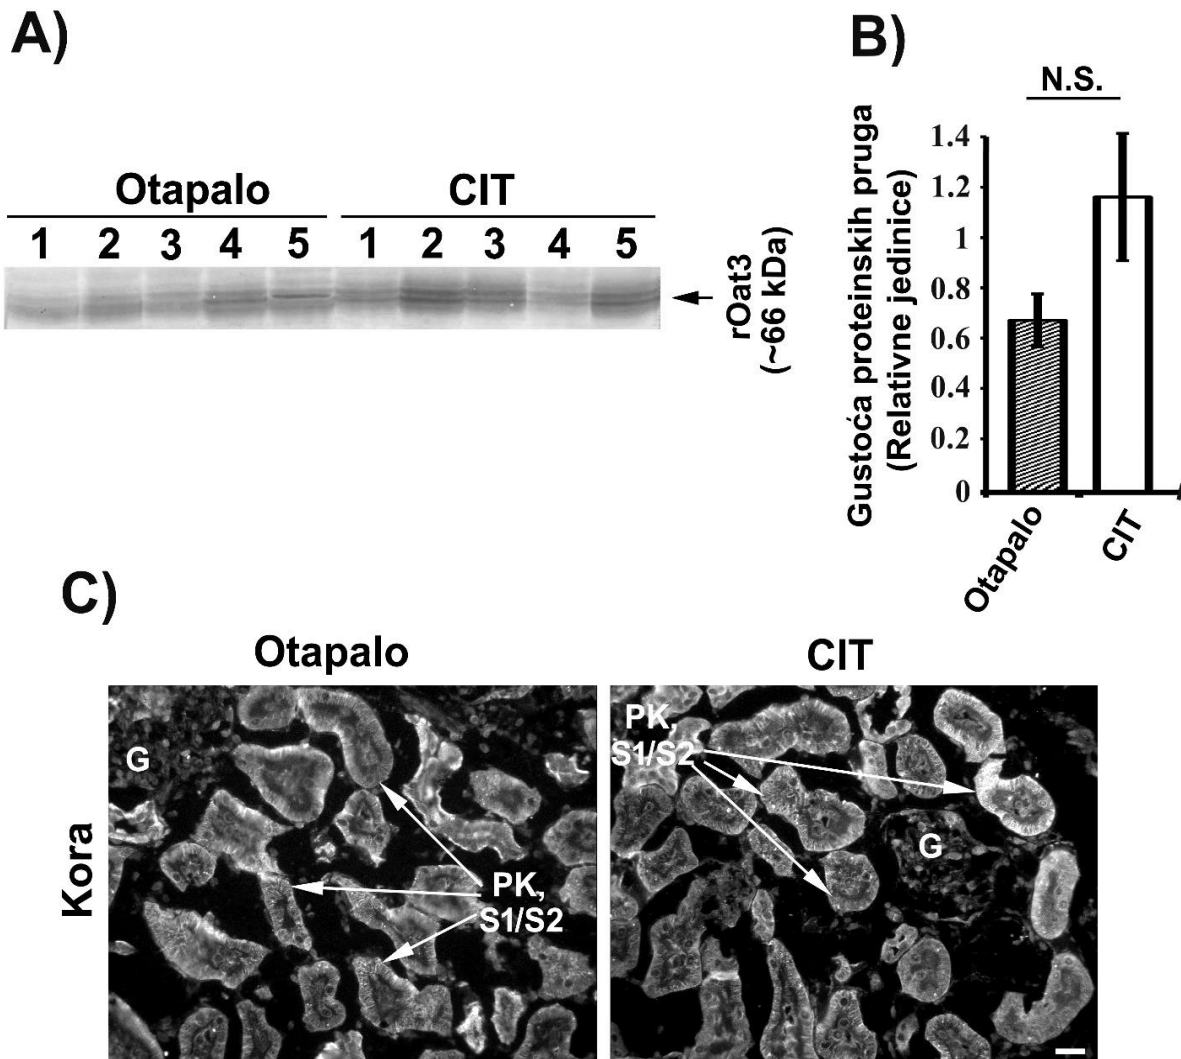 A)
Otapalo CIT
1 2 3 4 5 1 2 3 4 5
rOat3
(~66 kDa)
B)
N.S.
Gustoća proteinskih pruga
(Relativne jedinice)
1.4
1.2
1
0.8
0.6
0.4
0.2
0
Otapalo
CIT
C)
Otapalo
CIT
Kora
G
PK,
S1/S2
PK,
S1/S2
G